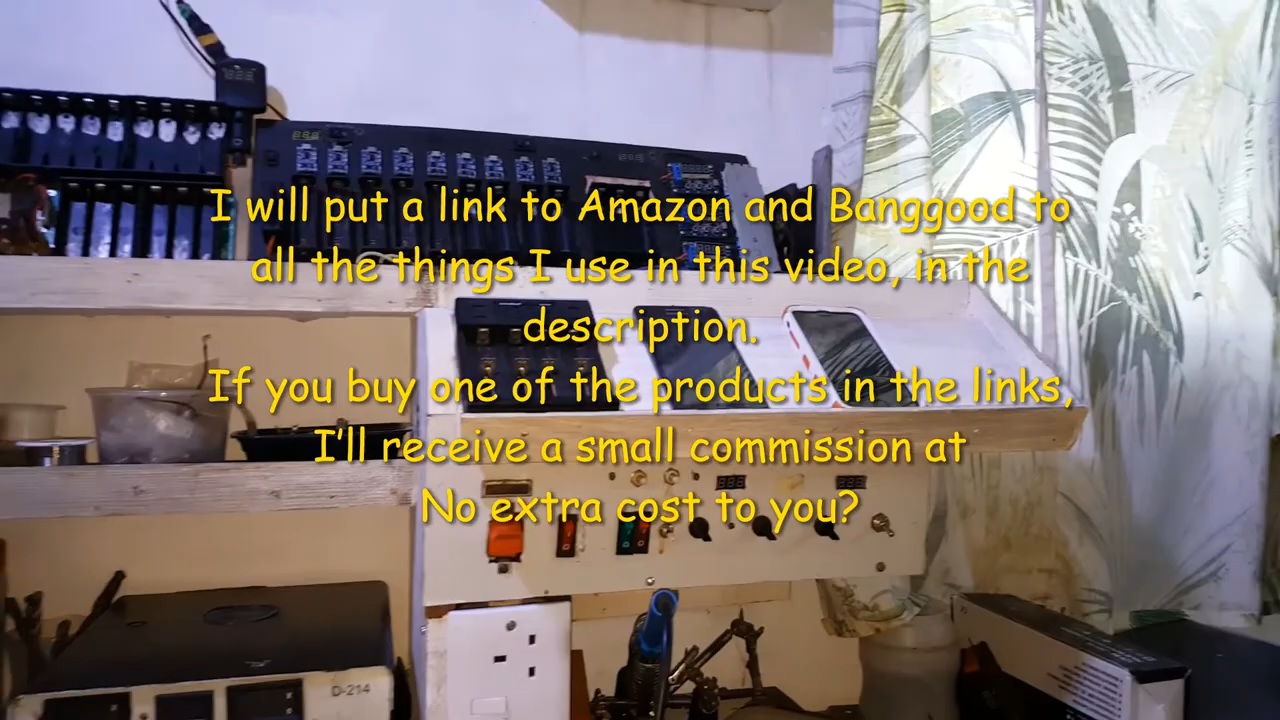 I will put a link to Amazon and Banggood to
all the things I use in this video, in the
description.
If you buy one of the products in the links,
I'll receive a small commission at
No extra cost to you?
D-214